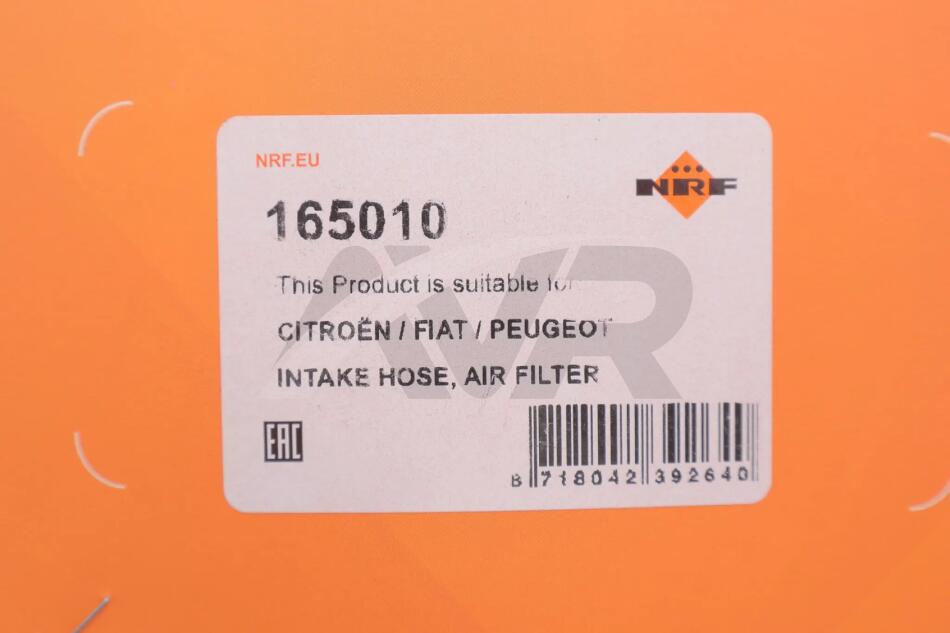 NRF.EU
NRF
165010
This Product is suitable for
CITROËN / FIAT / PEUGEOT
INTAKE HOSE, AIR FILTER
EAC
8 718042 392640
AVR